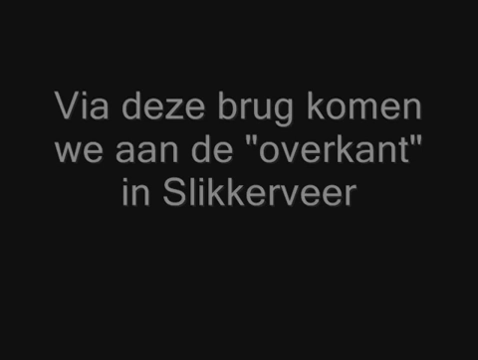 Via deze brug komen
we aan de "overkant"
in Slikkerveer